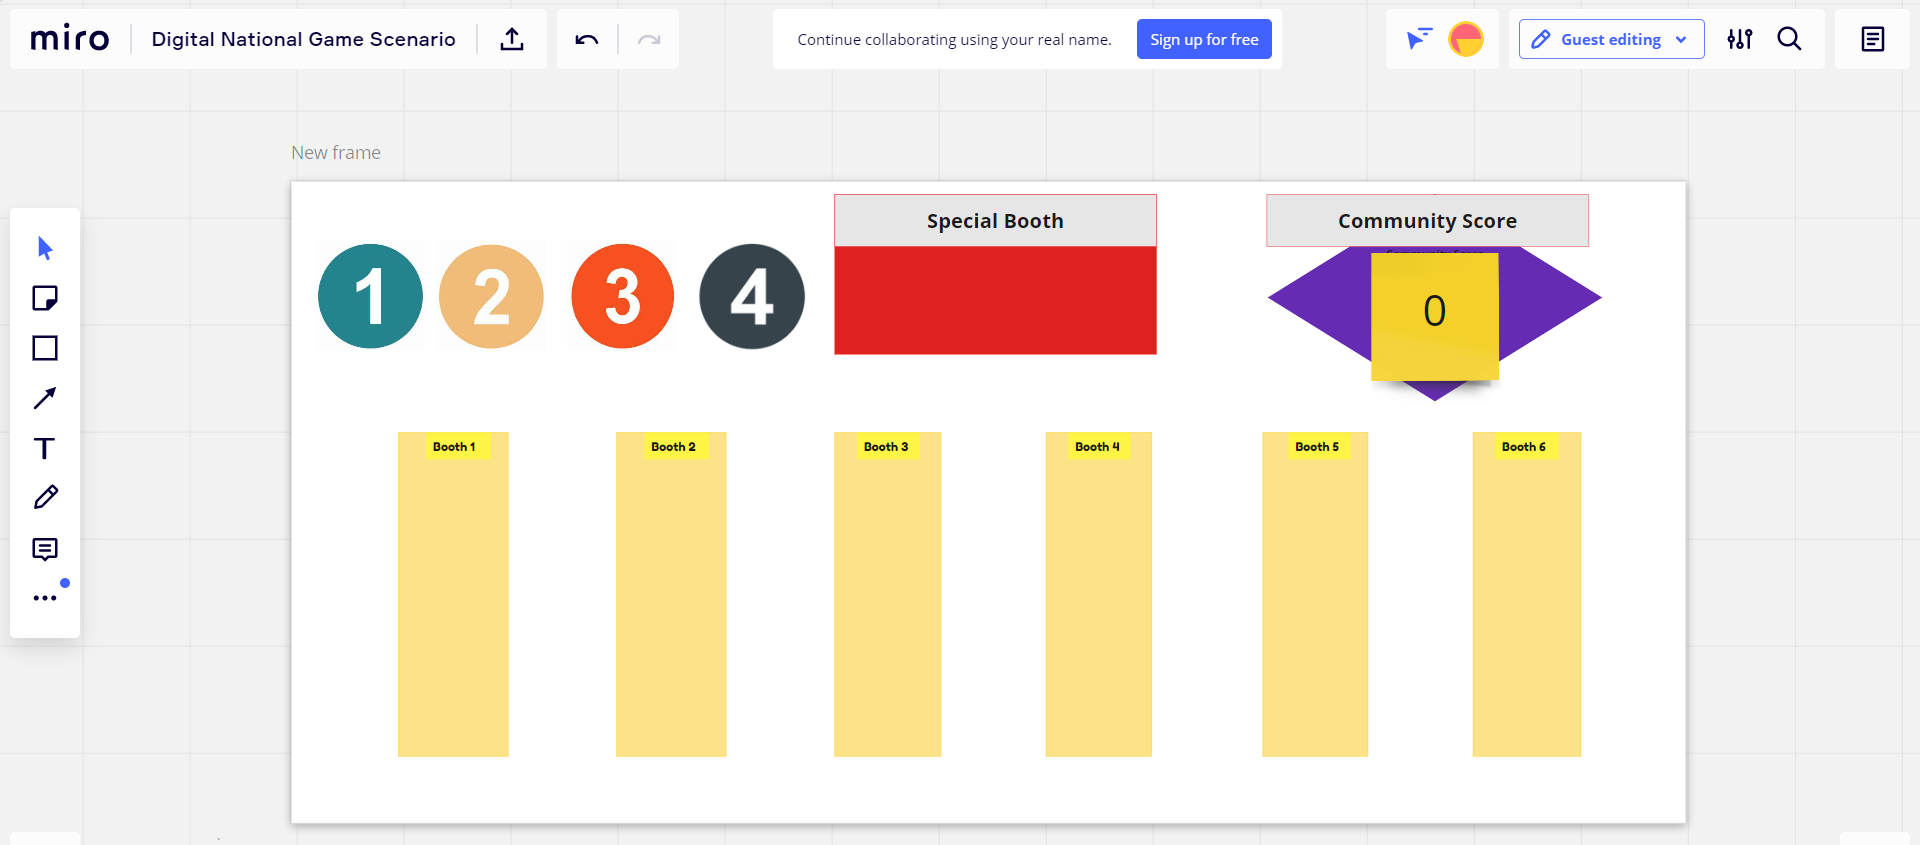 miro
Digital National Game Scenario
Continue collaborating using your real name.
Sign up for free
Guest editing
New frame
Special Booth
Community Score
Community Score
1
2
3
4
0
Booth 1
Booth 2
Booth 3
Booth 4
Booth 5
Booth 6
T